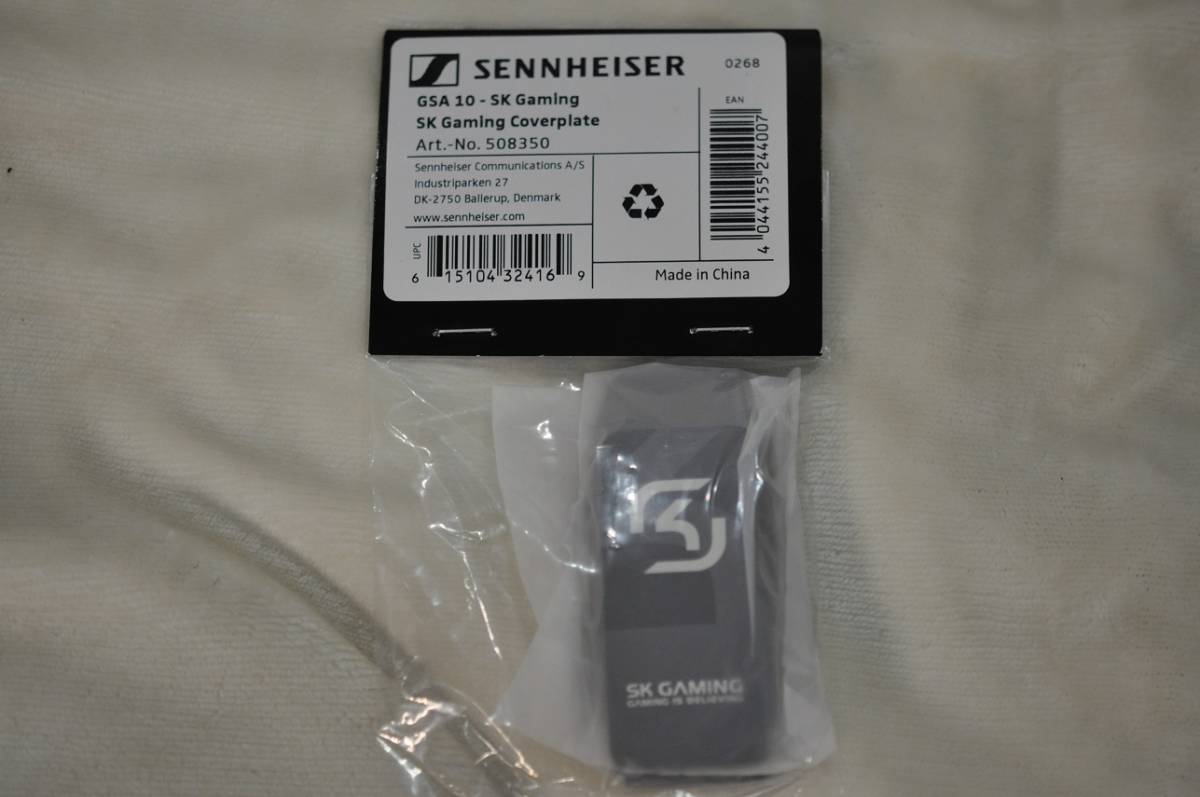 SENNHEISER
0268
GSA 10 - SK Gaming
SK Gaming Coverplate
Art.-No. 508350
EAN
4 044155 244007
Sennheiser Communications A/S
Industriparken 27
DK-2750 Ballerup, Denmark
www.sennheiser.com
UPC
6 15104 32416 9
Made in China
SK
SK GAMING
GAMING IS BELIEVING